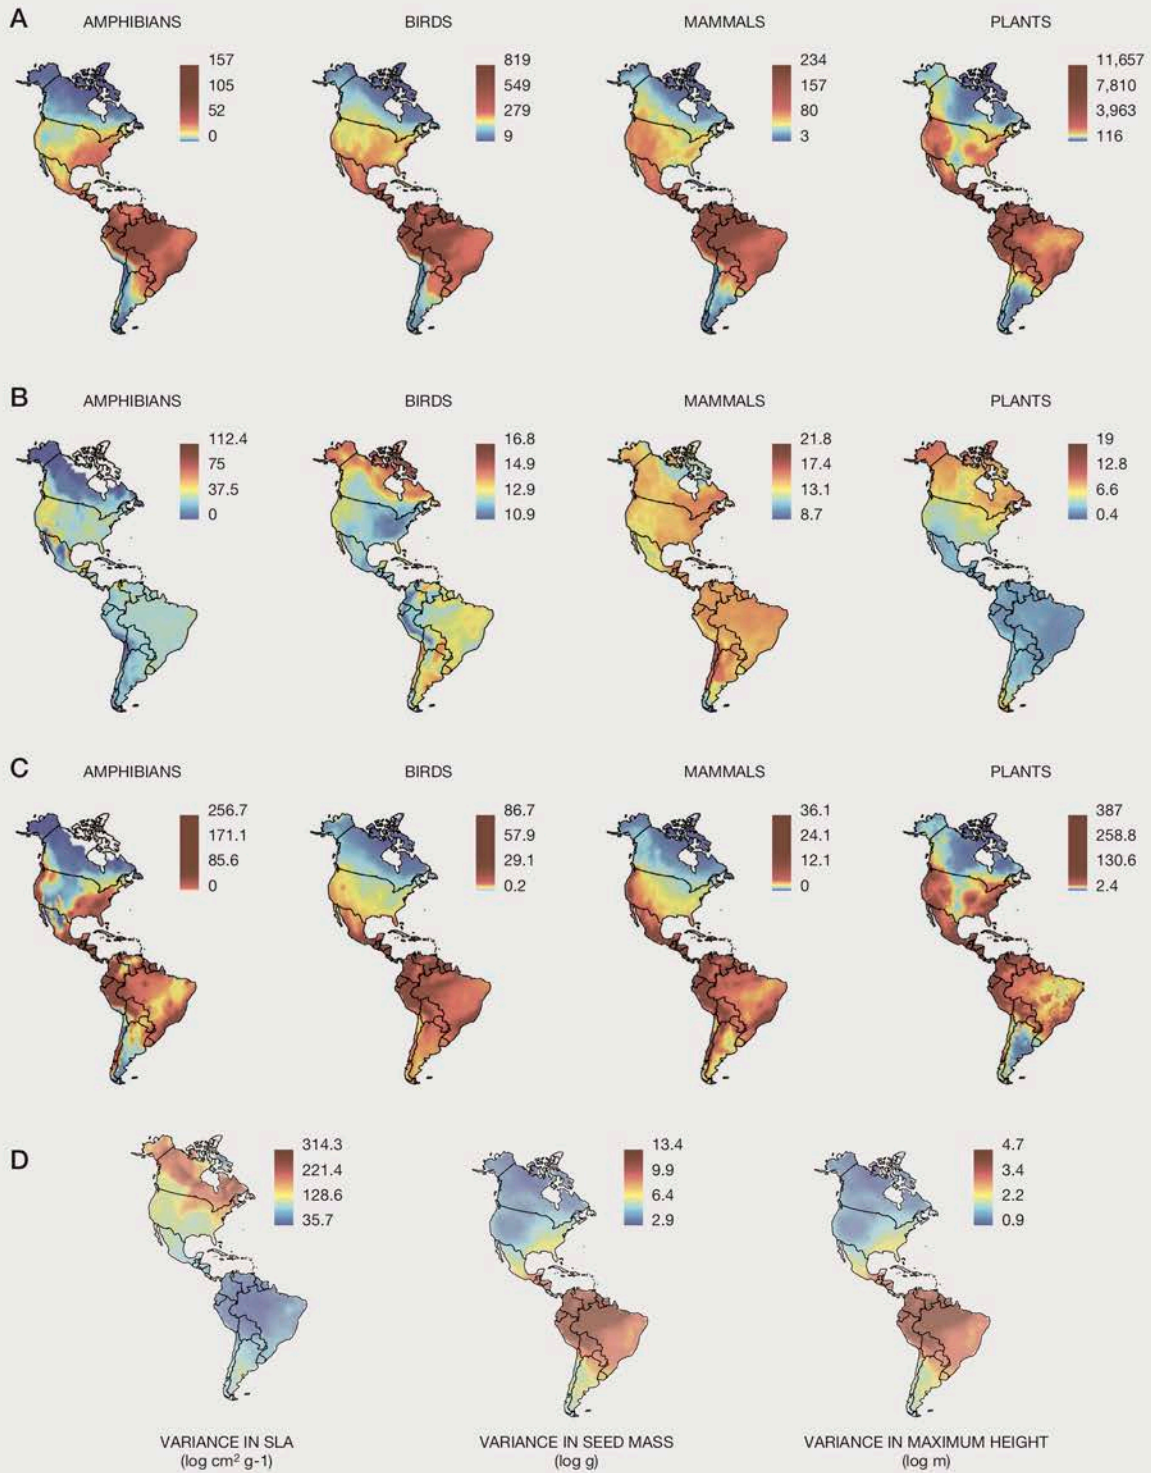 A
AMPHIBIANS
BIRDS
MAMMALS
PLANTS
157
105
52
0
819
549
279
9
234
157
80
3
11,657
7,810
3,963
116
B
AMPHIBIANS
BIRDS
MAMMALS
PLANTS
112.4
75
37.5
0
16.8
14.9
12.9
10.9
21.8
17.4
13.1
8.7
19
12.8
6.6
0.4
C
AMPHIBIANS
BIRDS
MAMMALS
PLANTS
256.7
171.1
85.6
0
86.7
57.9
29.1
0.2
36.1
24.1
12.1
0
387
258.8
130.6
2.4
D
314.3
221.4
128.6
35.7
13.4
9.9
6.4
2.9
4.7
3.4
2.2
0.9
VARIANCE IN SLA
(log cm² g-1)
VARIANCE IN SEED MASS
(log g)
VARIANCE IN MAXIMUM HEIGHT
(log m)